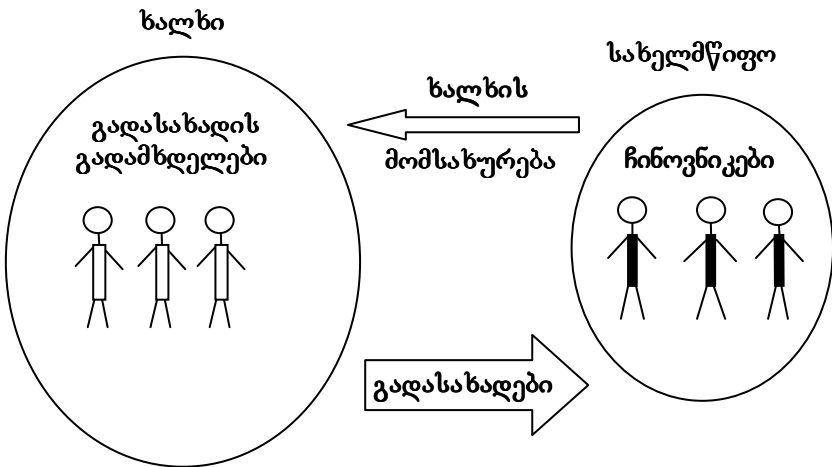 ხალხი
სახელმწიფო
ხალხის
მომსახურება
გადასახადის
გადამხდელები
ჩინოვნიკები
გადასახადები